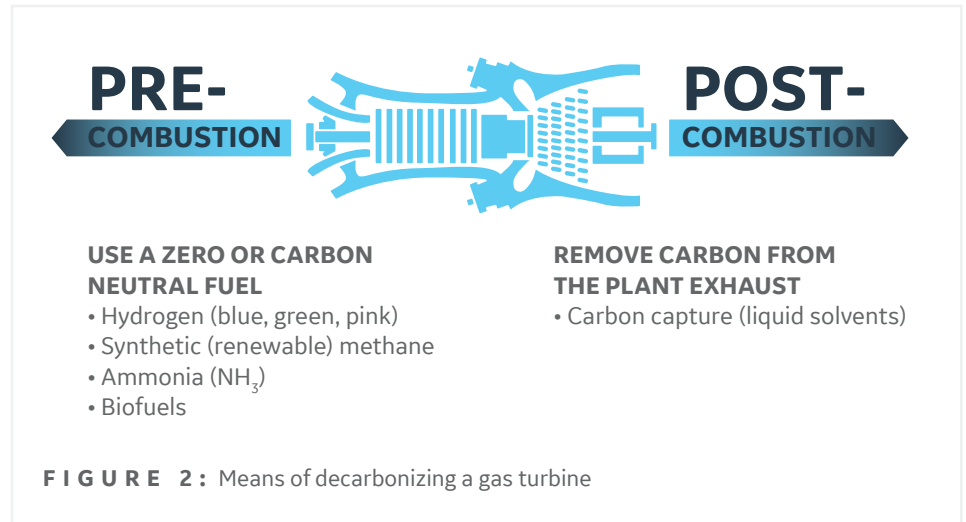 PRE-
COMBUSTION
POST-
COMBUSTION
USE A ZERO OR CARBON
NEUTRAL FUEL
• Hydrogen (blue, green, pink)
• Synthetic (renewable) methane
• Ammonia (NH₃)
• Biofuels
REMOVE CARBON FROM
THE PLANT EXHAUST
• Carbon capture (liquid solvents)
FIGURE 2: Means of decarbonizing a gas turbine